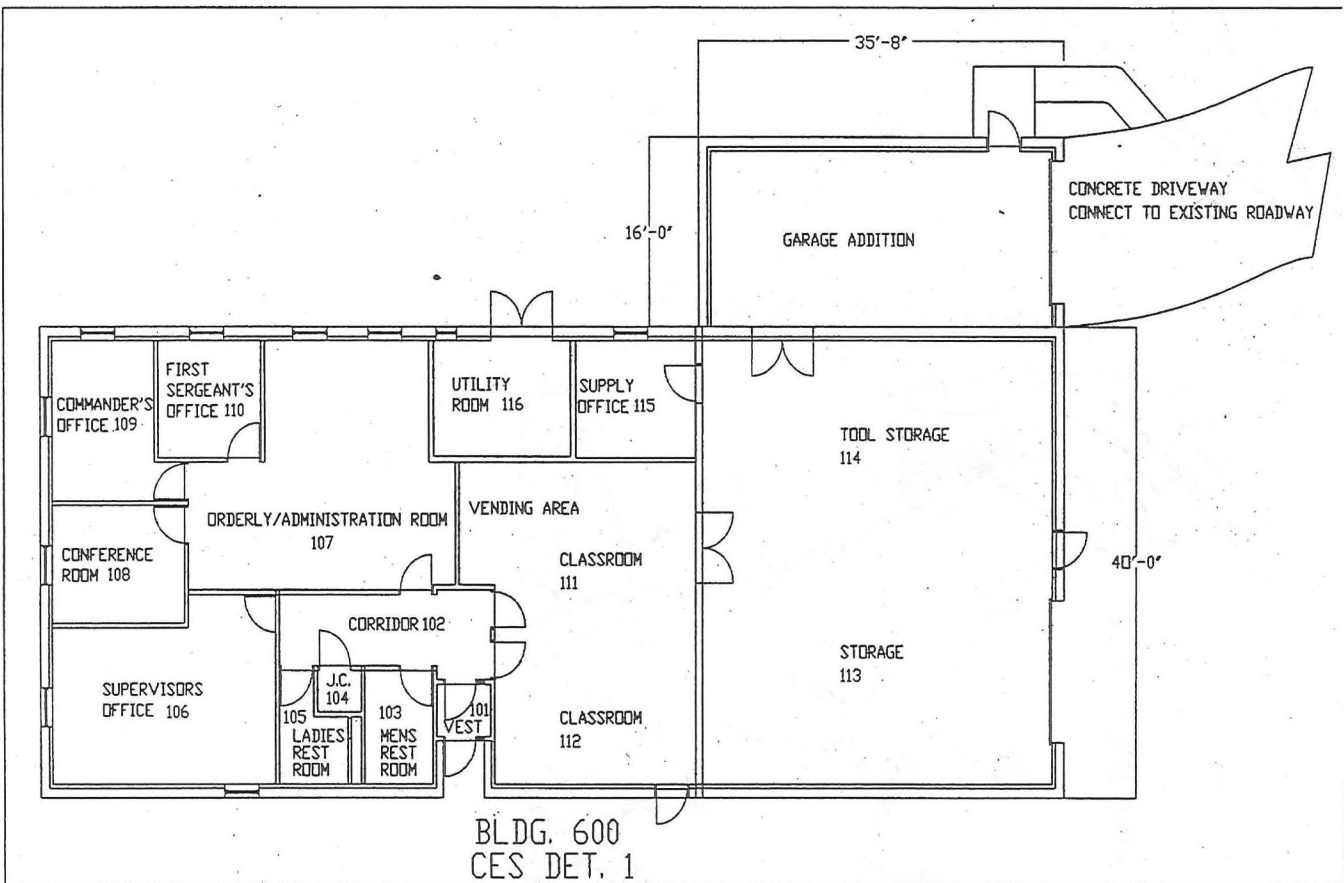 35'-8"
CONCRETE DRIVEWAY
CONNECT TO EXISTING ROADWAY
16'-0"
GARAGE ADDITION
FIRST
SERGEANT'S
OFFICE 110
COMMANDER'S
OFFICE 109
UTILITY
ROOM 116
SUPPLY
OFFICE 115
TOOL STORAGE
114
ORDERLY/ADMINISTRATION ROOM
107
VENDING AREA
CONFERENCE
ROOM 108
CLASSROOM
111
40'-0"
CORRIDOR 102
STORAGE
113
SUPERVISORS
OFFICE 106
J.C.
104
105
LADIES
REST
ROOM
103
MENS
REST
ROOM
101
VEST
CLASSROOM
112
BLDG. 600
CES DET. 1